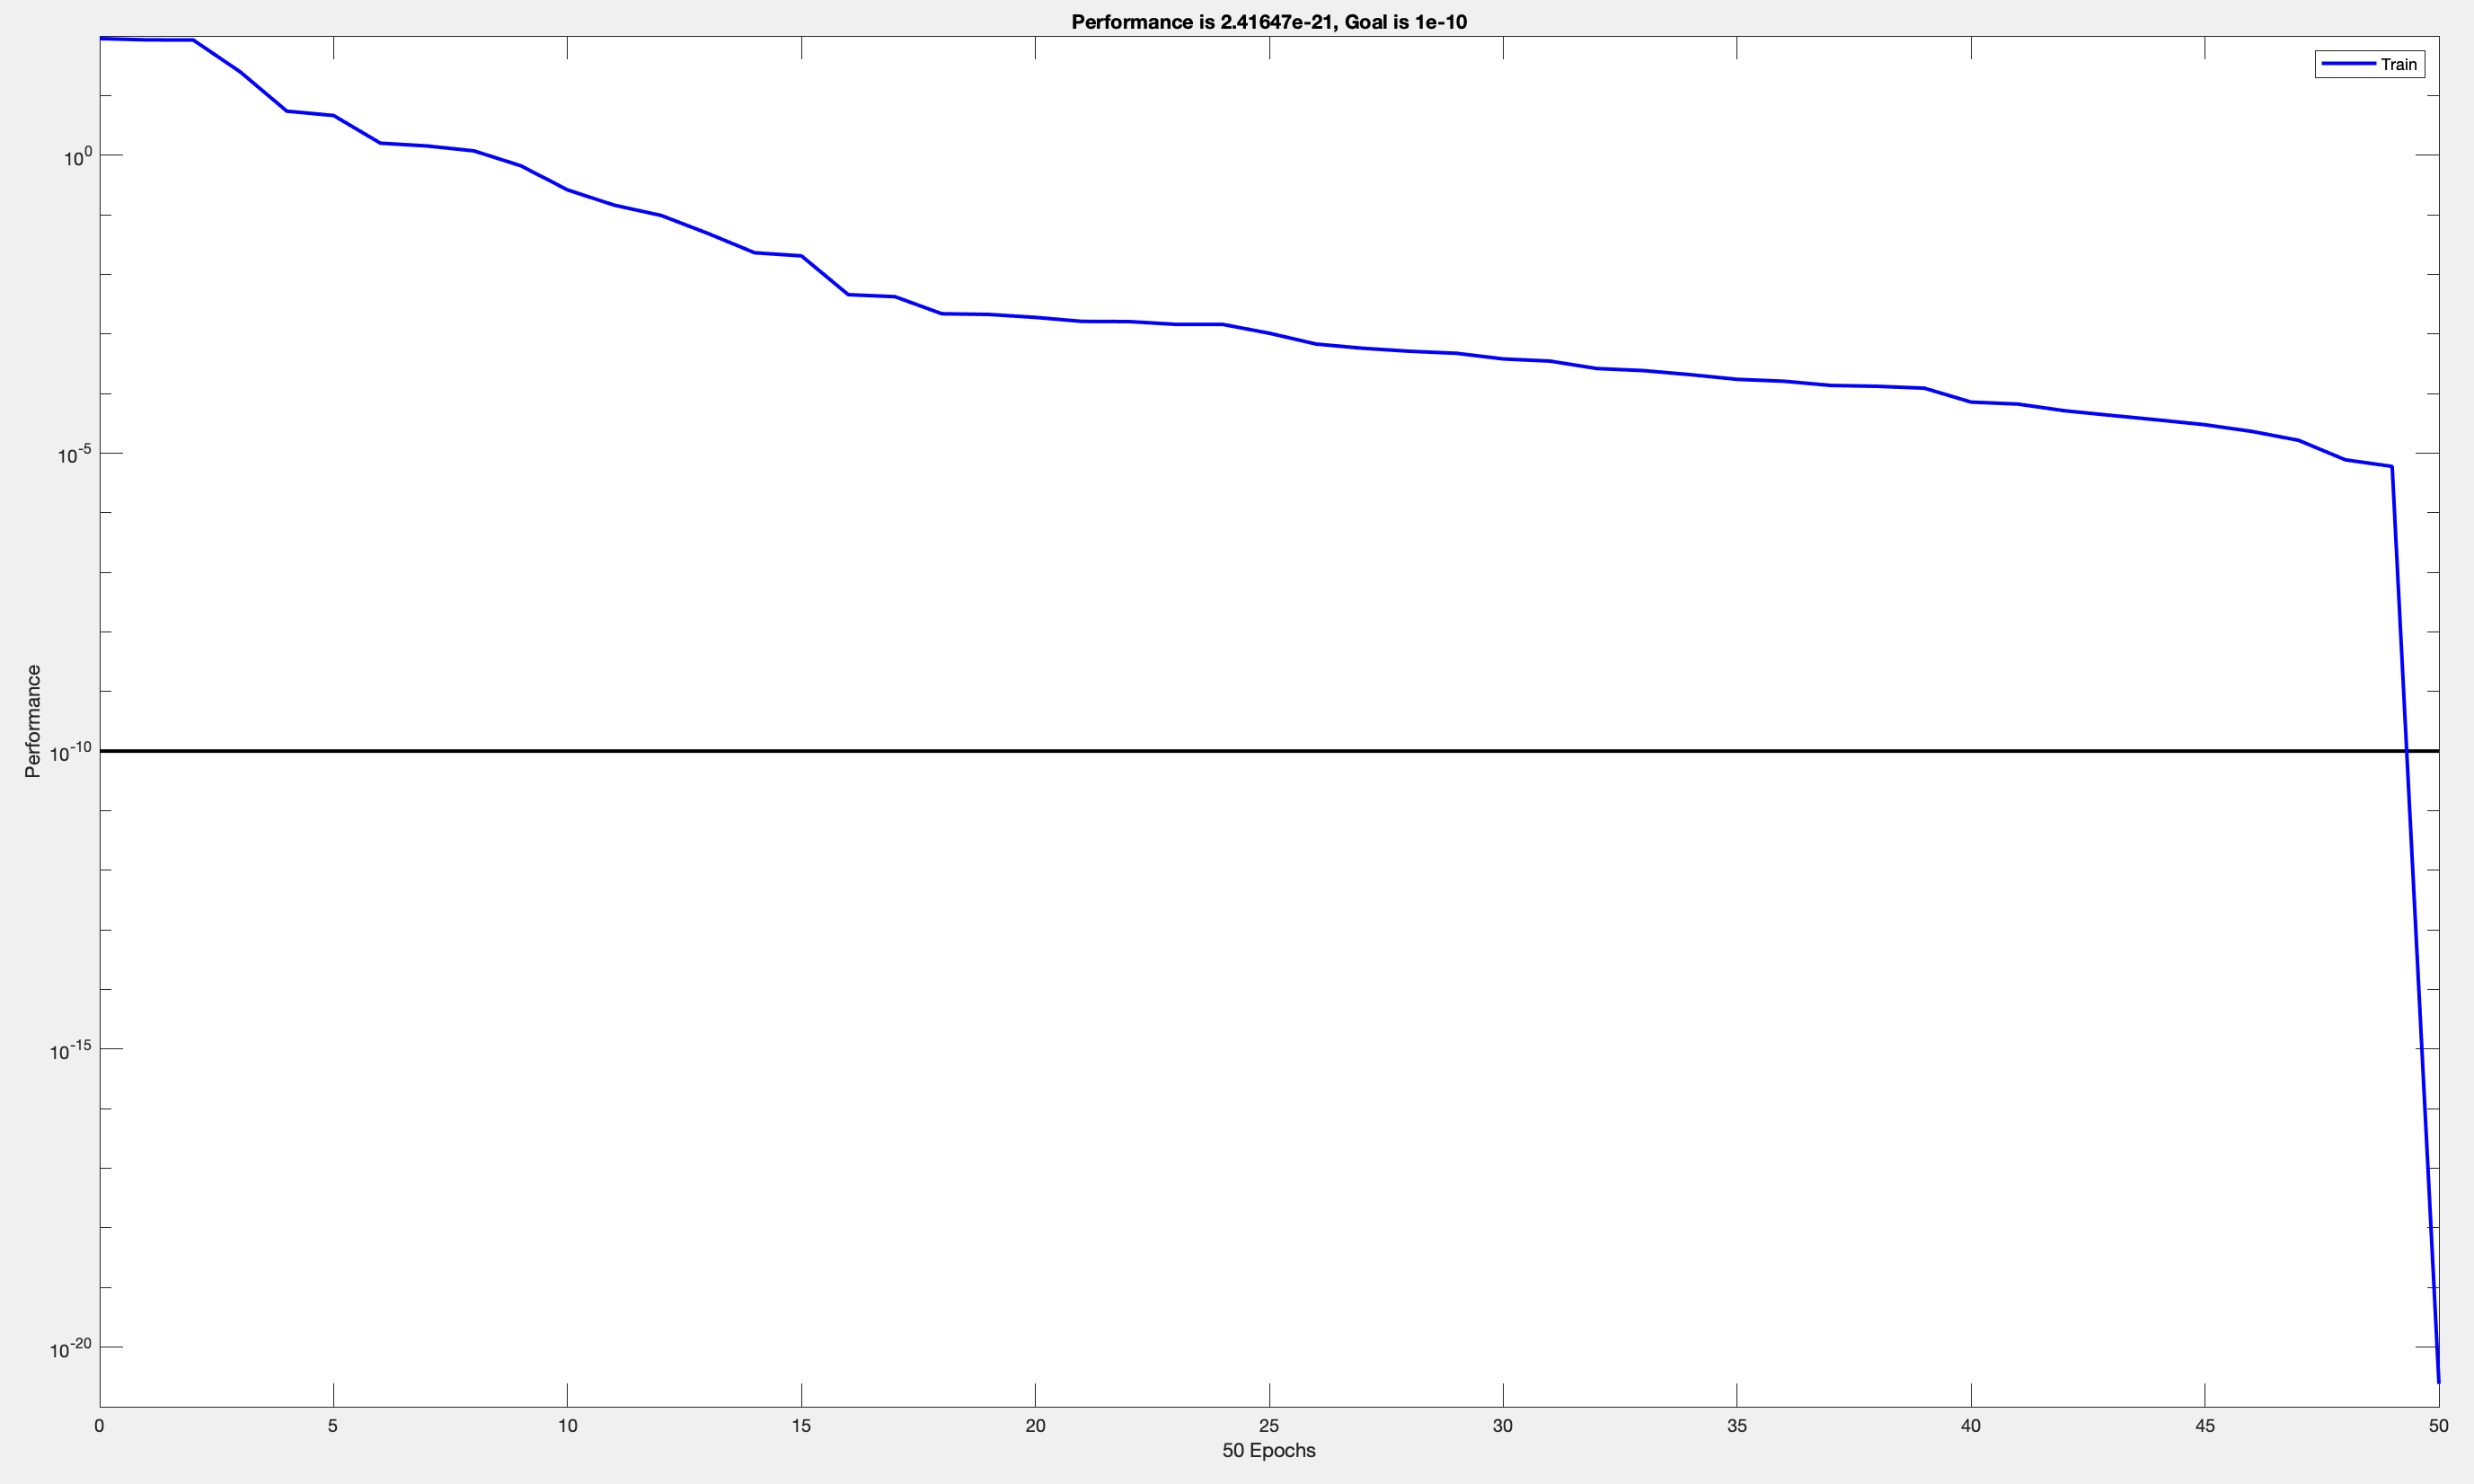 Performance is 2.41647e-21, Goal is 1e-10
Train
Performance
10^0
10^-5
10^-10
10^-15
10^-20
0 5 10 15 20 25 30 35 40 45 50
50 Epochs